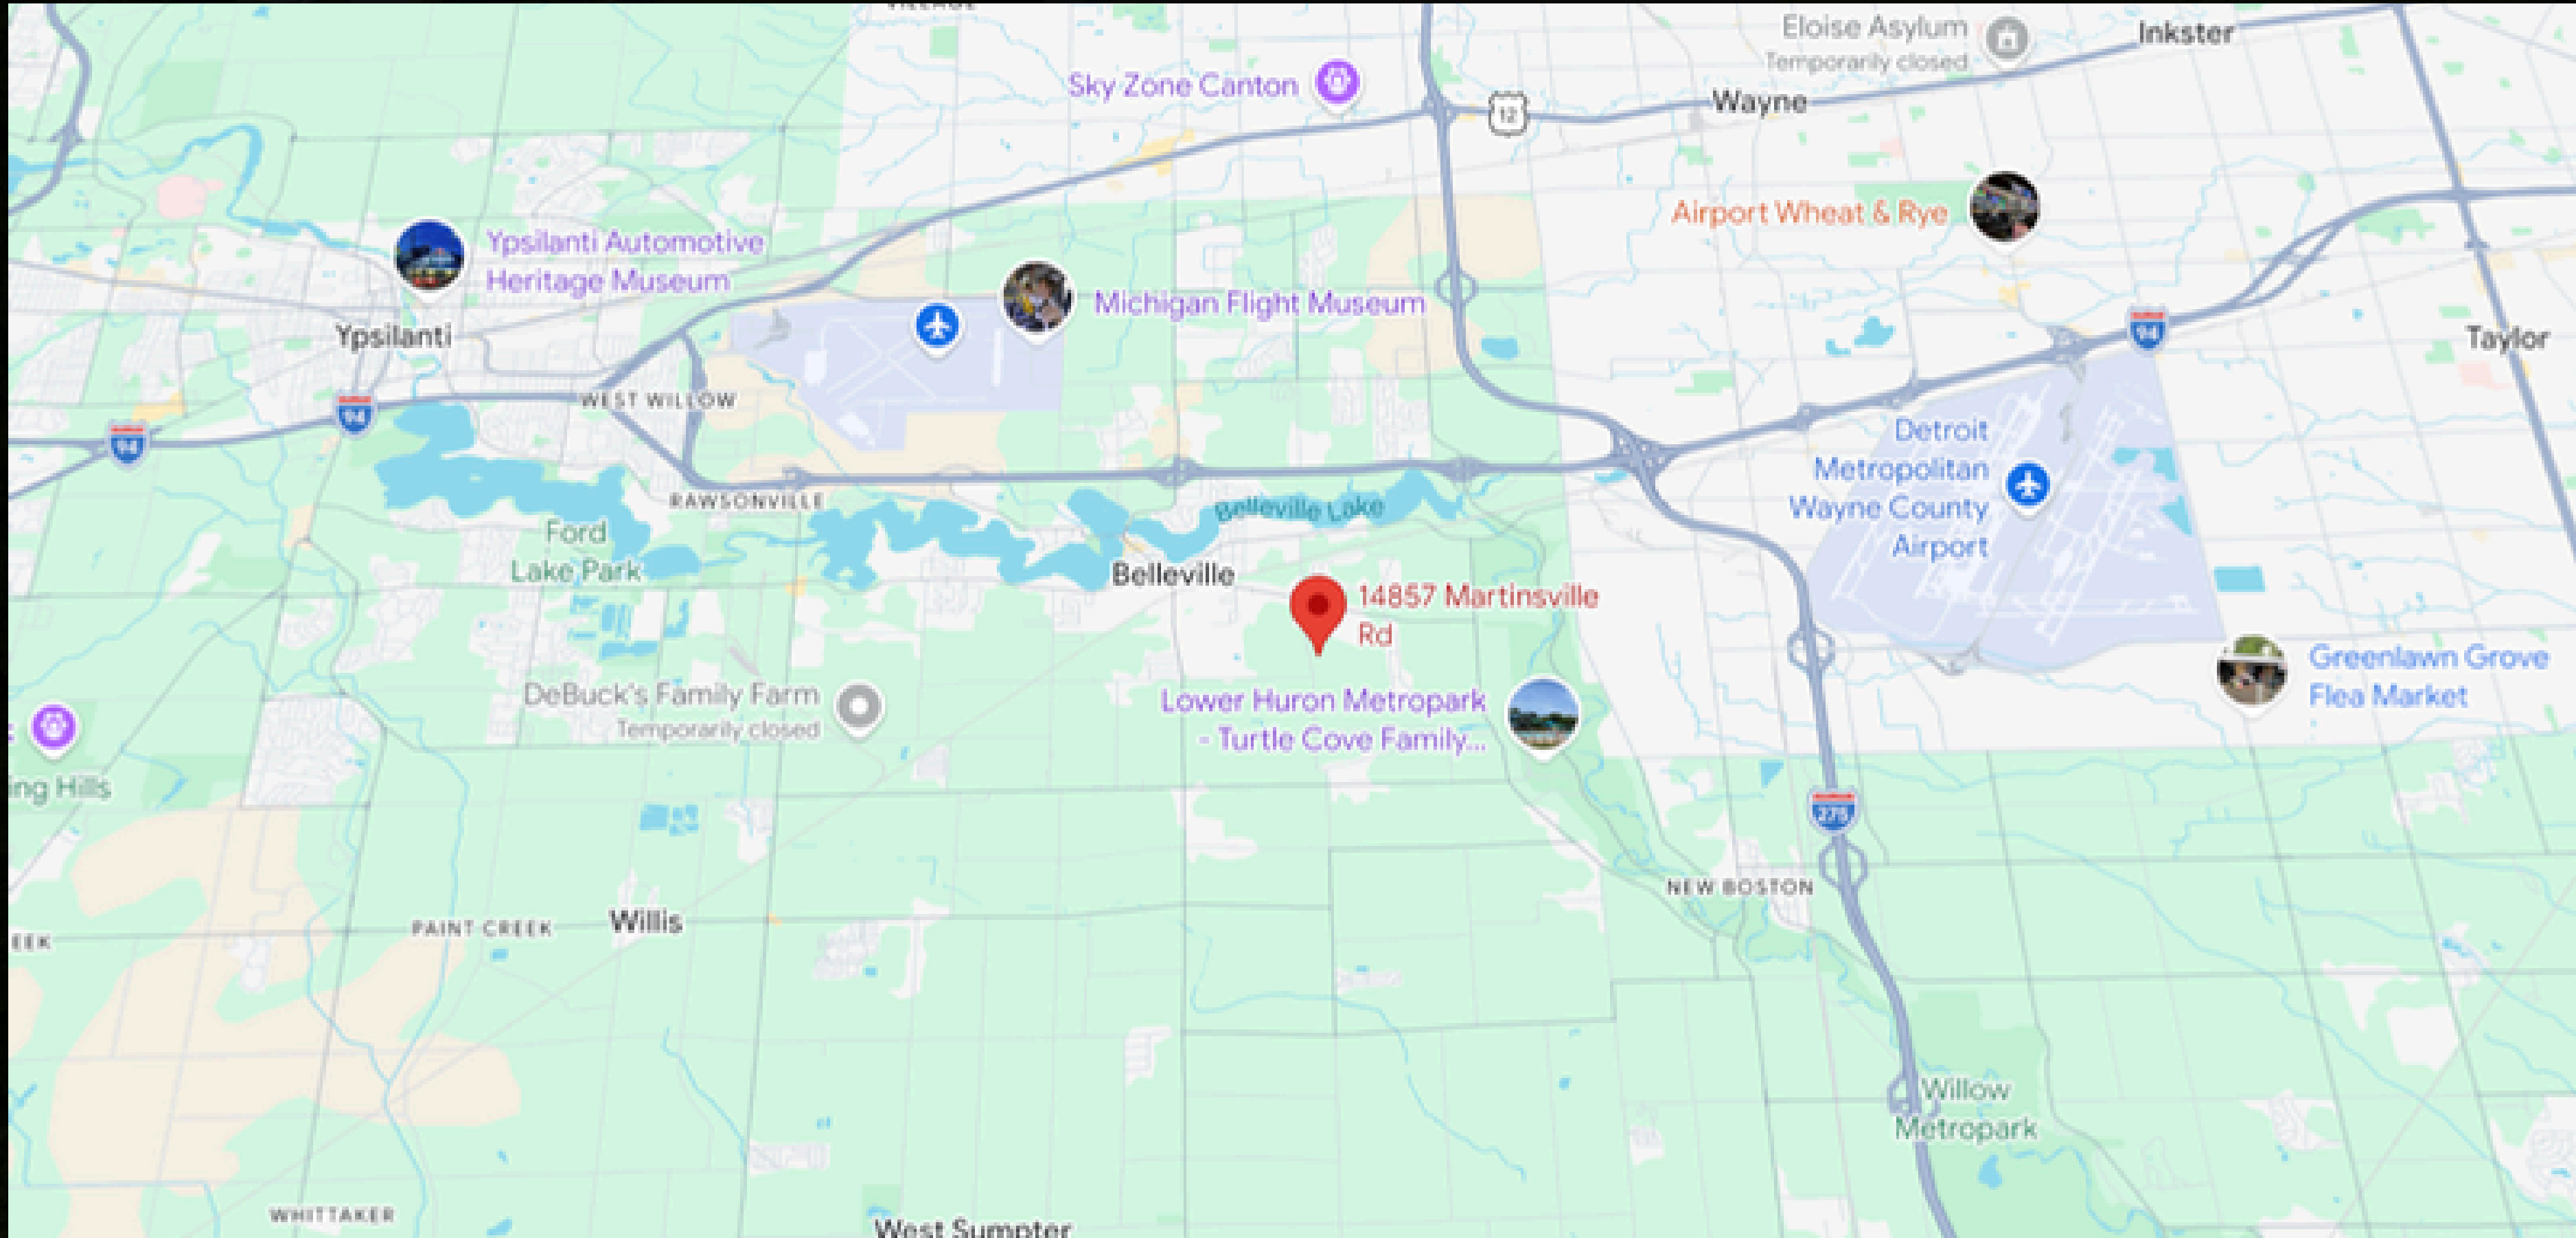 Eloise Asylum
Temporarily closed
Inkster
Sky Zone Canton
12
Wayne
Airport Wheat & Rye
Ypsilanti Automotive
Heritage Museum
Michigan Flight Museum
Ypsilanti
94
Taylor
WEST WILLOW
94
94
Detroit
Metropolitan
Wayne County
Airport
RAWSONVILLE
Belleville Lake
Ford
Lake Park
Belleville
14857 Martinsville
Rd
Greenlawn Grove
Flea Market
DeBuck's Family Farm
Temporarily closed
Lower Huron Metropark
- Turtle Cove Family...
ing Hills
275
NEW BOSTON
Willis
PAINT CREEK
EEK
Willow
Metropark
WHITTAKER
West Sumpter